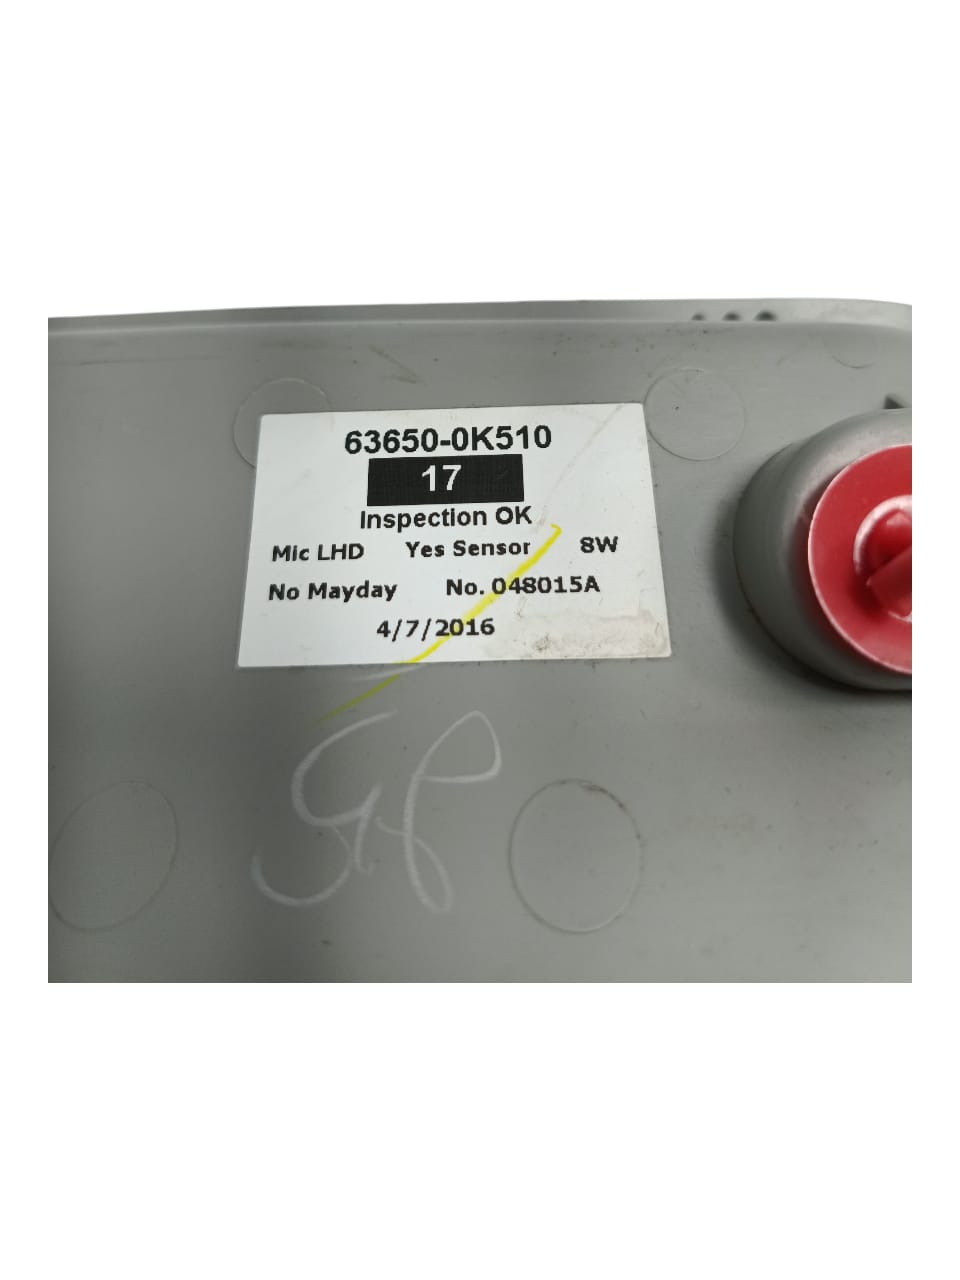 63650-0K510
17
Inspection OK
Mic LHD Yes Sensor 8W
No Mayday No. 048015A
4/7/2016